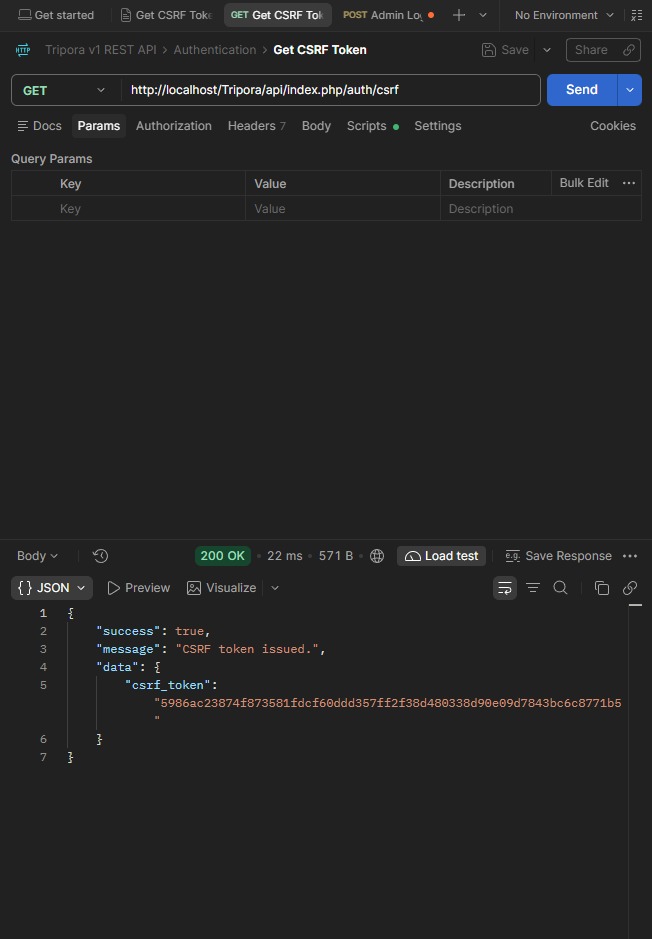 Get started
Get CSRF Tok
GET Get CSRF Tok
POST Admin Lo
No Environment
HTTP Tripora v1 REST API > Authentication > Get CSRF Token
Save
Share
GET
http://localhost/Tripora/api/index.php/auth/csrf
Send
Docs Params Authorization Headers 7 Body Scripts Settings Cookies
Query Params
Key Value Description Bulk Edit ...
Key Value Description
Body 200 OK • 22 ms • 571 B • Load test e.g. Save Response ...
{} JSON Preview Visualize
1 {
2 "success": true,
3 "message": "CSRF token issued.",
4 "data": {
5 "csrf_token":
"5986ac23874f873581fdcf60ddd357ff2f38d480338d90e09d7843bc6c8771b5
"
6 }
7 }